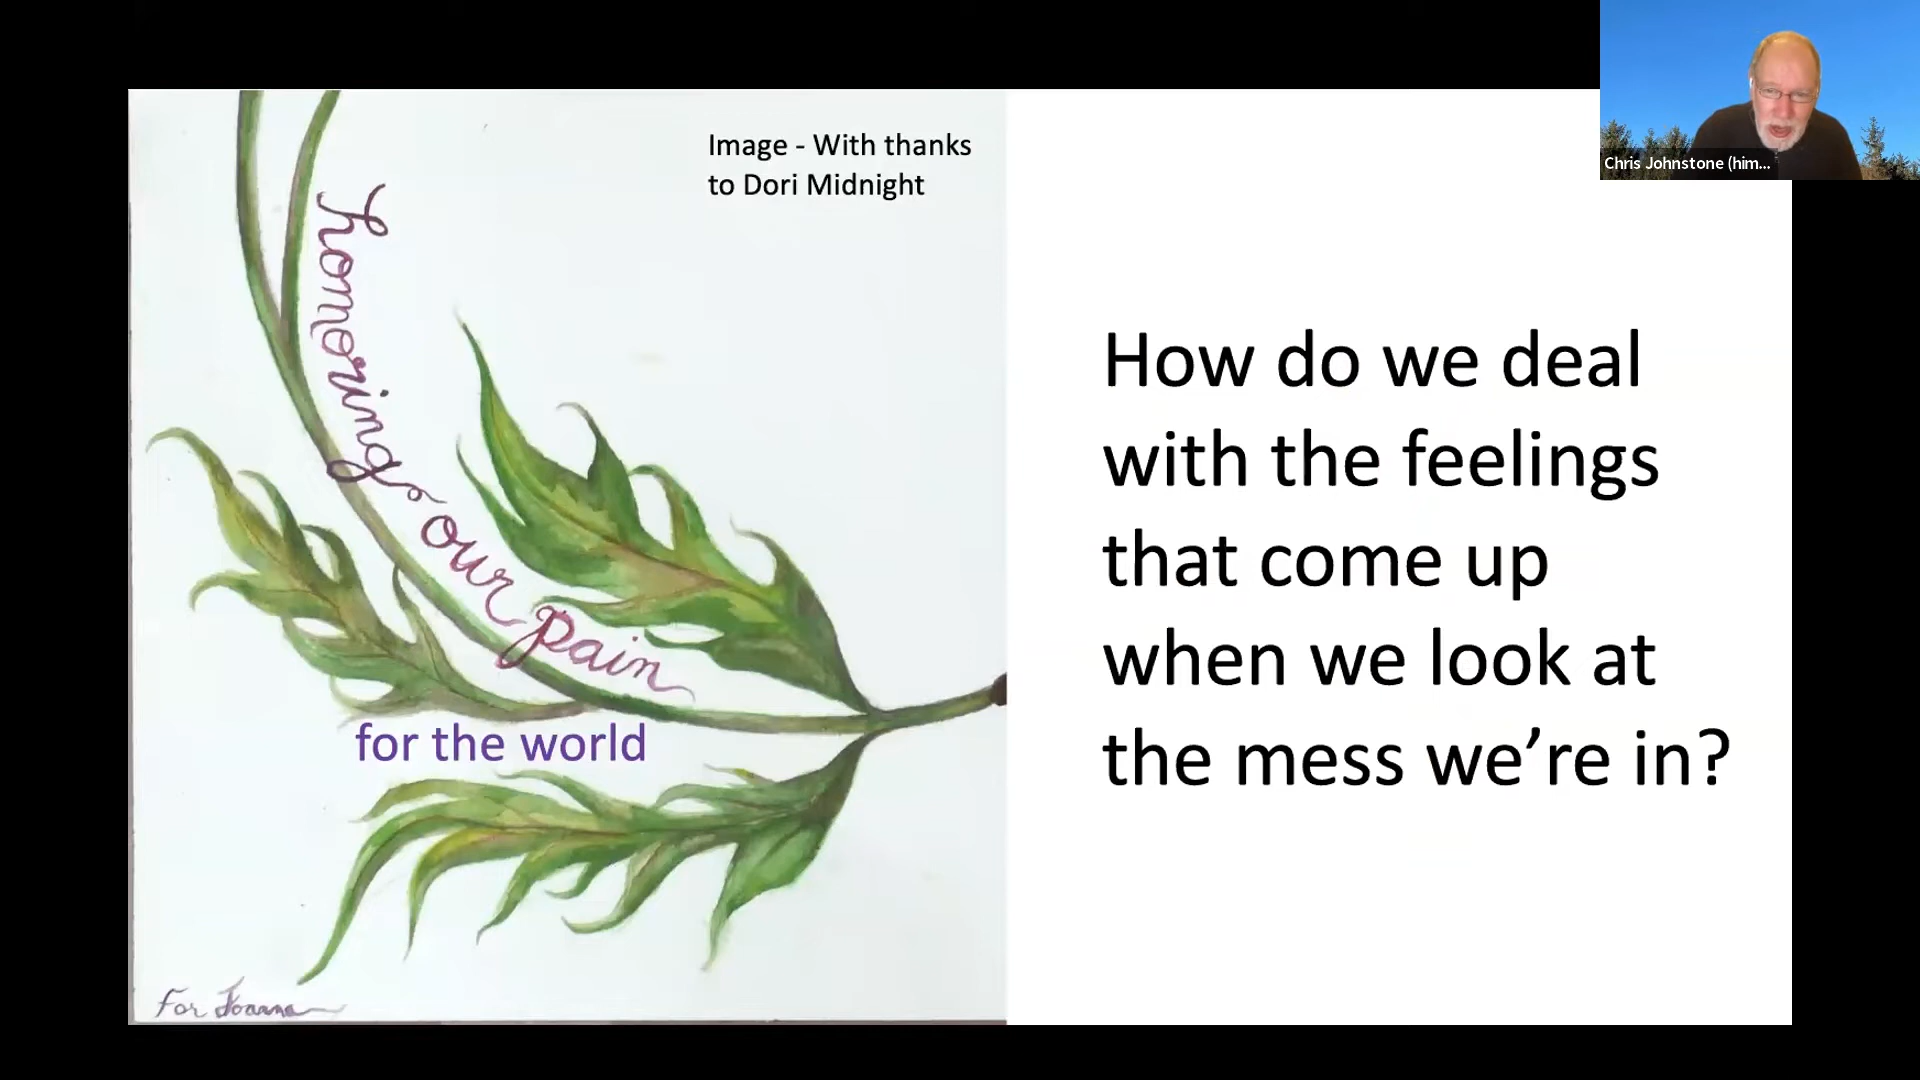 Image - With thanks
to Dori Midnight
honoring our pain
for the world
For Joanna
How do we deal
with the feelings
that come up
when we look at
the mess we’re in?
Chris Johnstone (him...